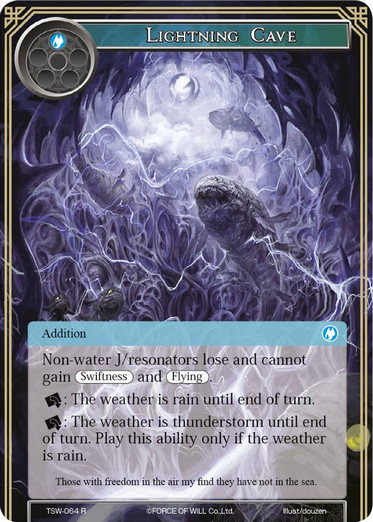 Lightning Cave
Addition
Non-water J/resonators lose and cannot
gain Swiftness and Flying.
: The weather is rain until end of turn.
: The weather is thunderstorm until end
of turn. Play this ability only if the weather
is rain.
Those with freedom in the air my find they have not in the sea.
TSW-064 R ©FORCE OF WILL Co.,Ltd. Illust/douzen